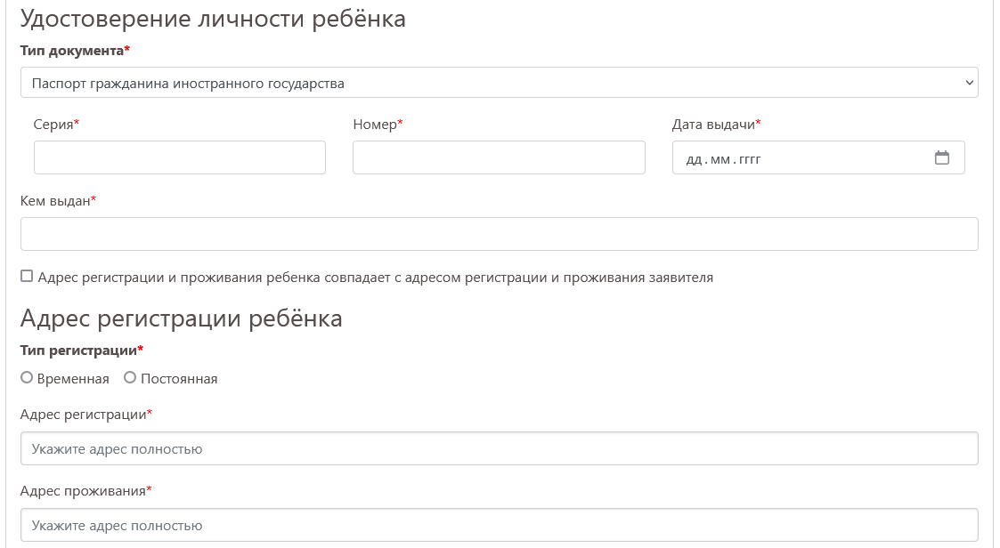 Удостоверение личности ребёнка
Тип документа*
Паспорт гражданина иностранного государства
Серия* Номер* Дата выдачи*
дд.мм.гггг
Кем выдан*
Адрес регистрации и проживания ребенка совпадает с адресом регистрации и проживания заявителя
Адрес регистрации ребёнка
Тип регистрации*
Временная Постоянная
Адрес регистрации*
Укажите адрес полностью
Адрес проживания*
Укажите адрес полностью